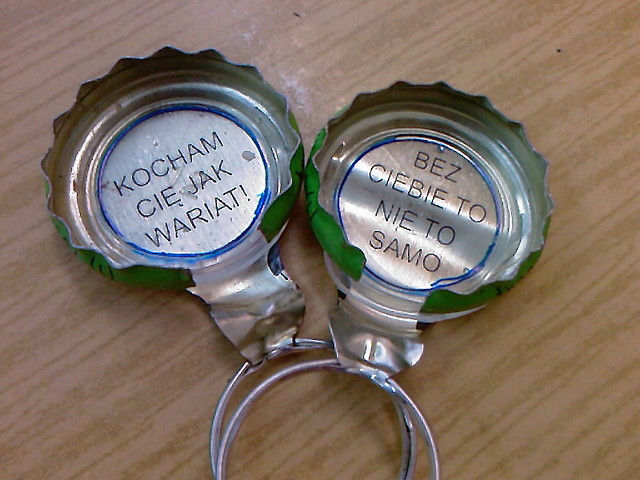 KOCHAM
CIĘ JAK
WARIAT!
BEZ
CIEBIE TO
NIE TO
SAMO